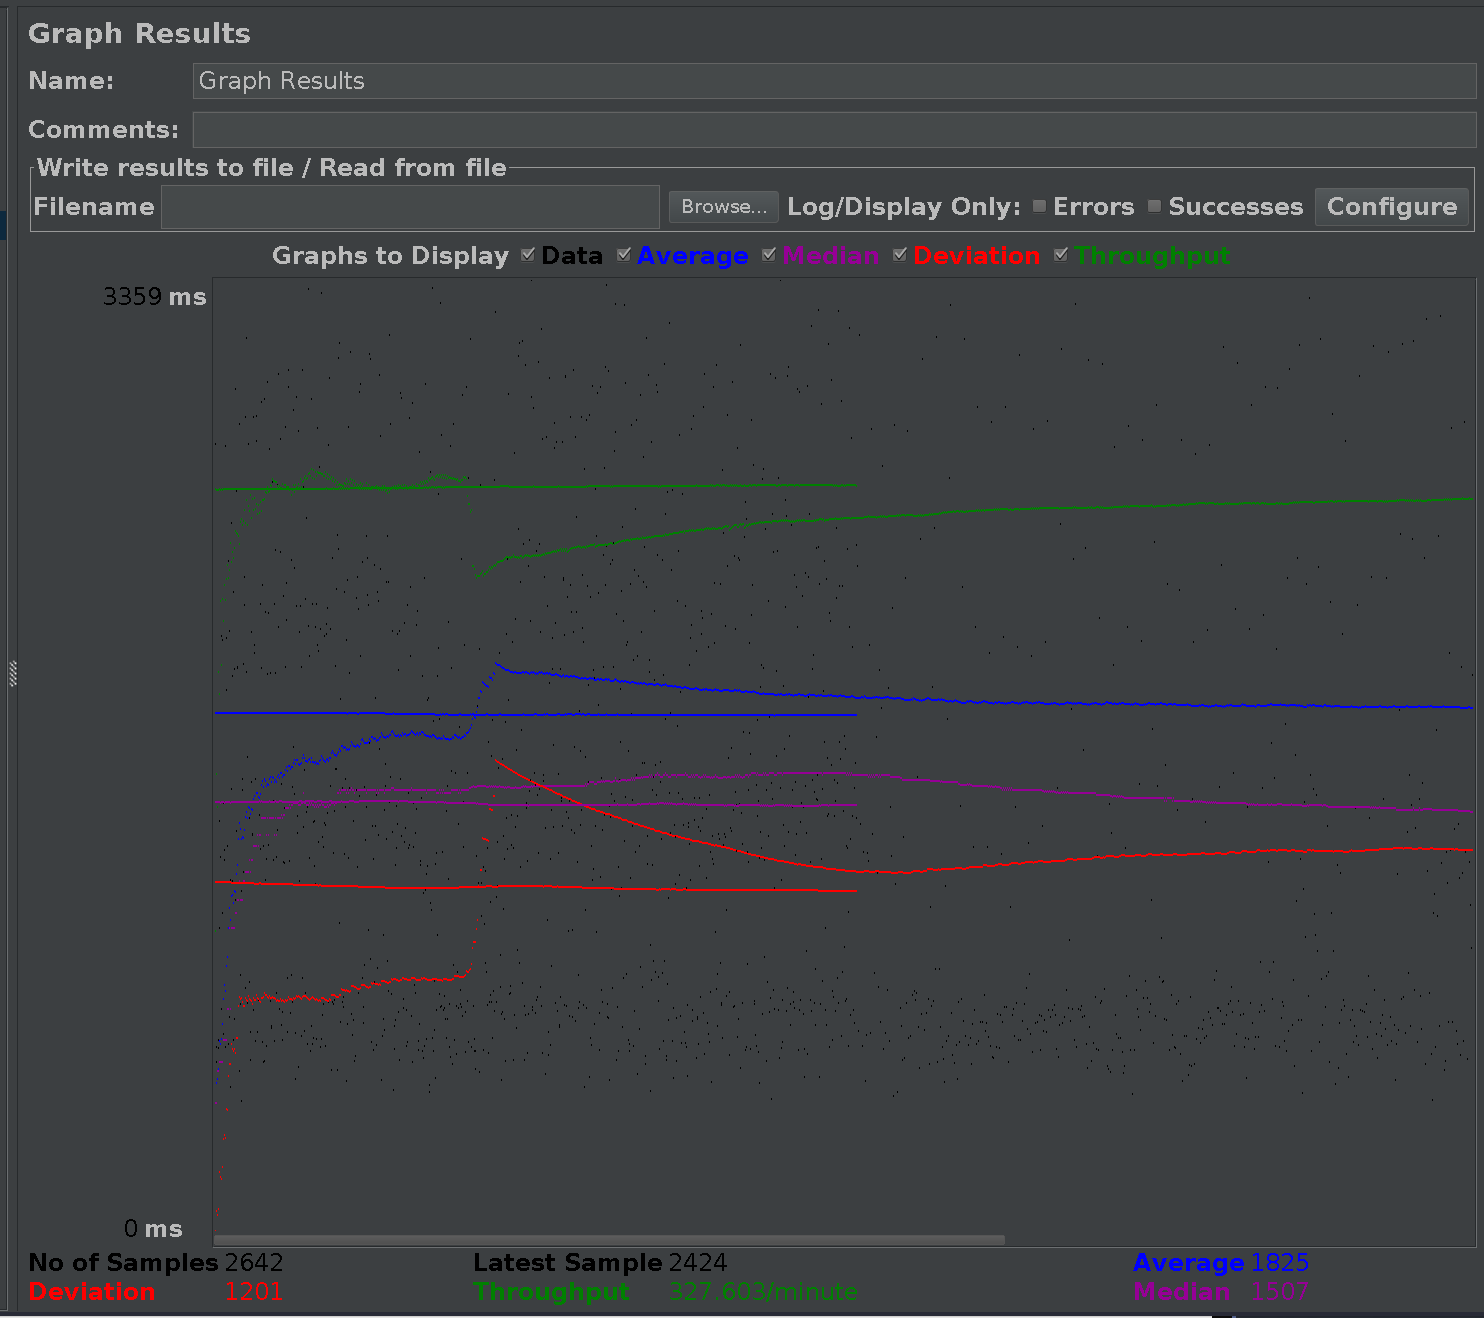 Graph Results
Name: Graph Results
Comments:
Write results to file / Read from file
Filename Browse... Log/Display Only: Errors Successes Configure
Graphs to Display Data Average Median Deviation Throughput
3359 ms
0 ms
No of Samples 2642 Latest Sample 2424 Average 1825
Deviation 1201 Throughput 327.603/minute Median 1507